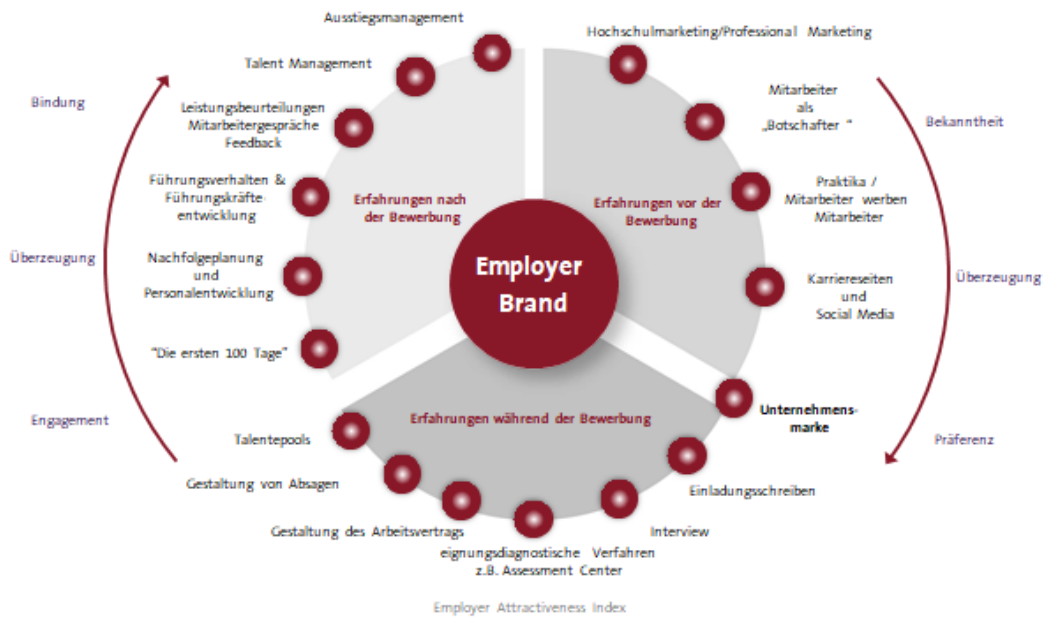 Ausstiegsmanagement
Hochschulmarketing/Professional Marketing
Talent Management
Mitarbeiter
als
„Botschafter “
Bindung
Bekanntheit
Leistungsbeurteilungen
Mitarbeitergespräche
Feedback
Führungsverhalten &
Führungskräfte
entwicklung
Erfahrungen nach
der Bewerbung
Erfahrungen vor der
Bewerbung
Praktika /
Mitarbeiter werben
Mitarbeiter
Überzeugung
Nachfolgeplanung
und
Personalentwicklung
Employer
Brand
Karriereseiten
und
Social Media
Überzeugung
"Die ersten 100 Tage"
Engagement
Erfahrungen während der Bewerbung
Unternehmens-
marke
Präferenz
Talentepools
Gestaltung von Absagen
Einladungsschreiben
Gestaltung des Arbeitsvertrags
Interview
eignungsdiagnostische Verfahren
z.B. Assessment Center
Employer Attractiveness Index